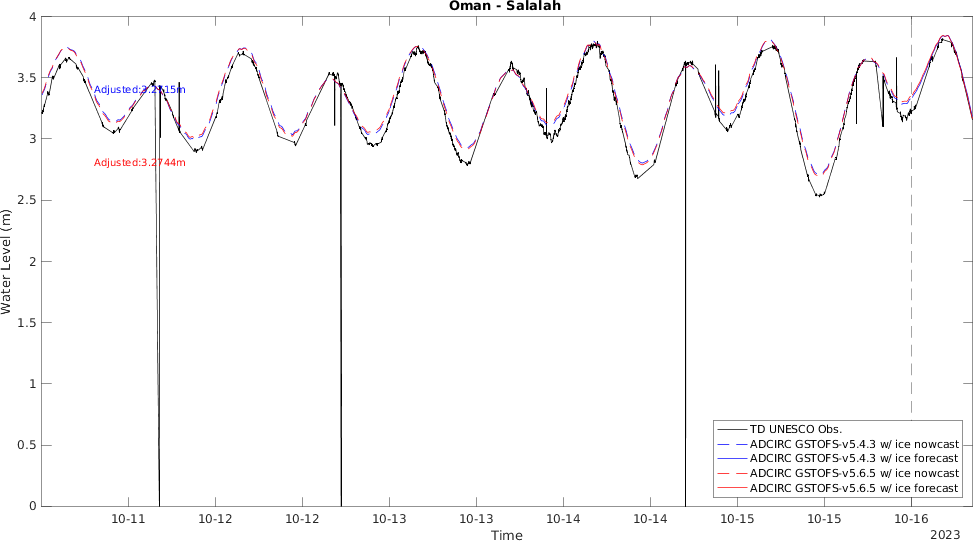 Oman - Salalah
4
3.5
3
2.5
2
1.5
1
0.5
0
Water Level (m)
Adjusted:3.2744m
TD UNESCO Obs.
ADCIRC GSTOFS-v5.4.3 w/ ice nowcast
ADCIRC GSTOFS-v5.4.3 w/ ice forecast
ADCIRC GSTOFS-v5.6.5 w/ ice nowcast
ADCIRC GSTOFS-v5.6.5 w/ ice forecast
10-11 10-12 10-12 10-13 10-13 10-14 10-14 10-15 10-15 10-16
Time
2023